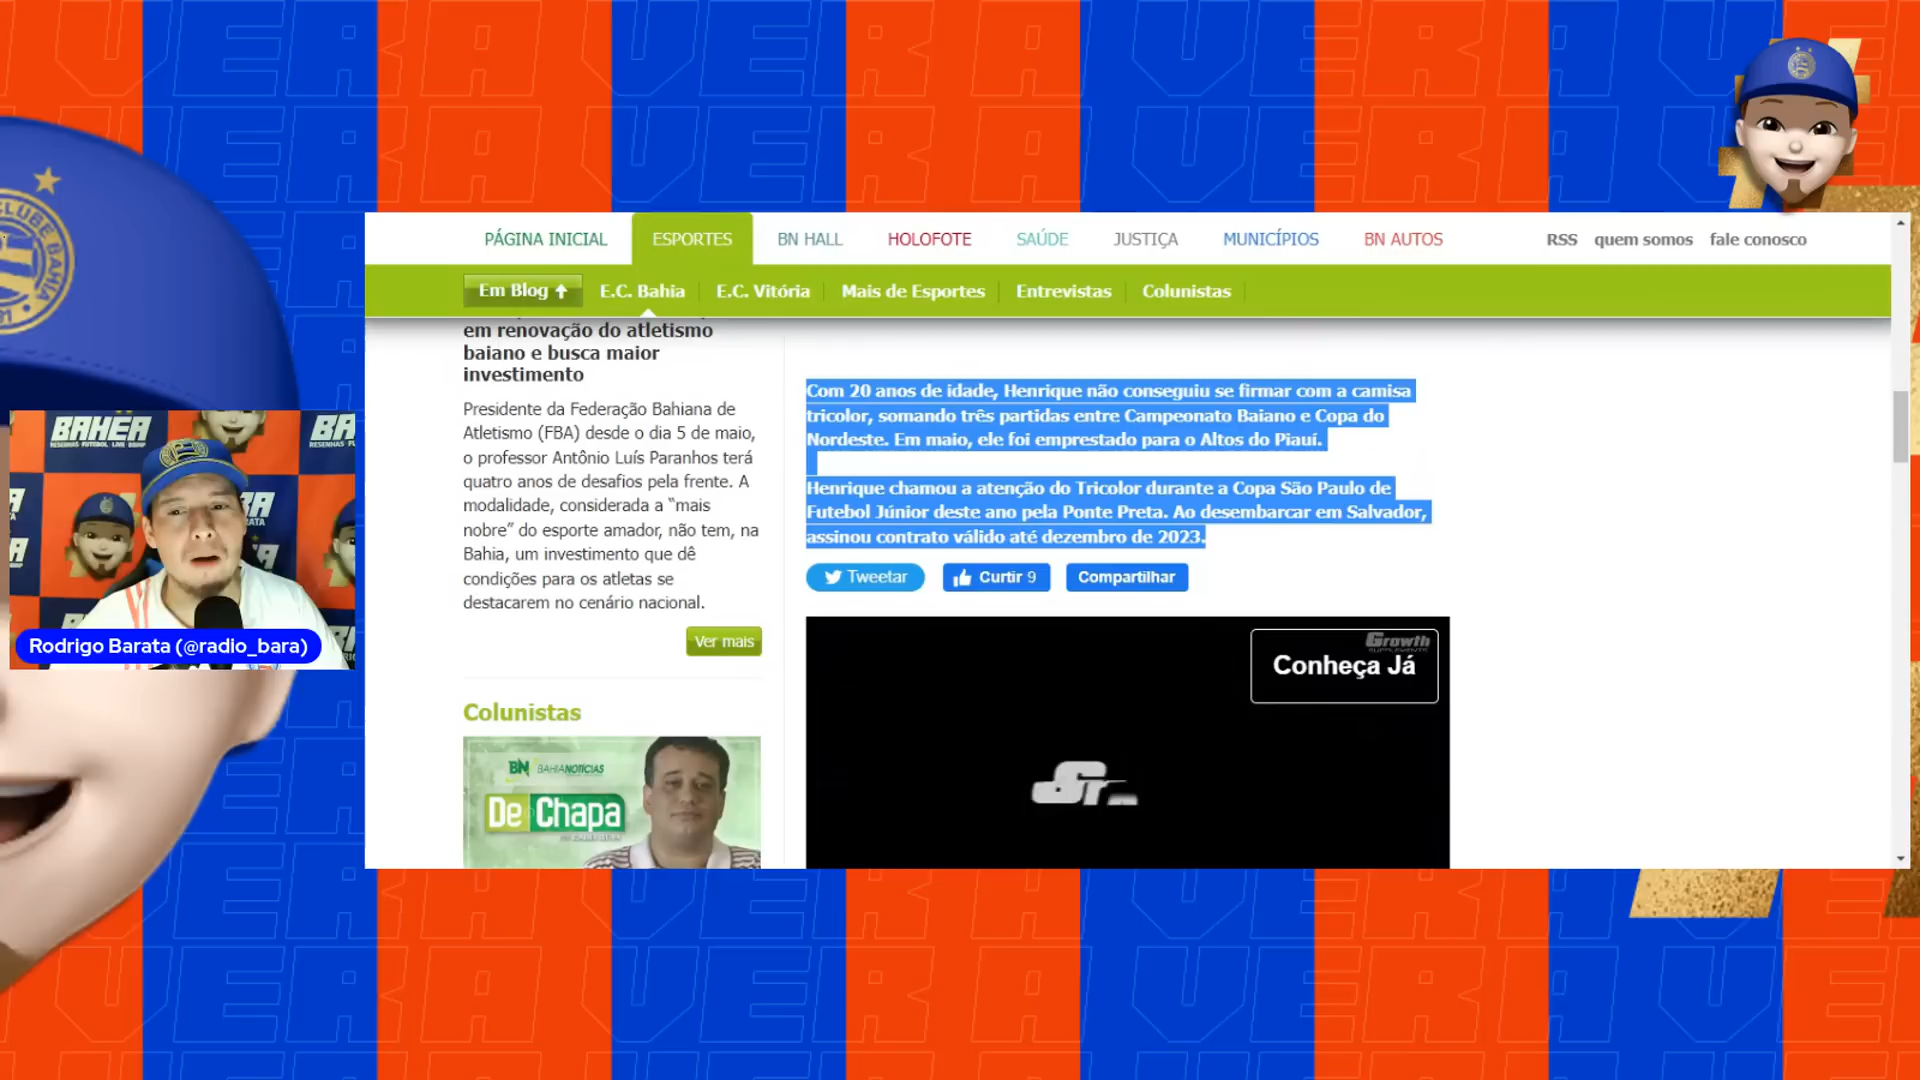 PÁGINA INICIAL ESPORTES BN HALL HOLOFOTE SAÚDE JUSTIÇA MUNICÍPIOS BN AUTOS RSS quem somos fale conosco
Em Blog E.C. Bahia E.C. Vitória Mais de Esportes Entrevistas Colunistas
em renovação do atletismo
baiano e busca maior
investimento
Presidente da Federação Bahiana de
Atletismo (FBA) desde o dia 5 de maio,
o professor Antônio Luís Paranhos terá
quatro anos de desafios pela frente. A
modalidade, considerada a “mais
nobre” do esporte amador, não tem, na
Bahia, um investimento que dê
condições para os atletas se
destacarem no cenário nacional.
Ver mais
Colunistas
BN BAHIA NOTÍCIAS
De Chapa
Com 20 anos de idade, Henrique não conseguiu se firmar com a camisa
tricolor, somando três partidas entre Campeonato Baiano e Copa do
Nordeste. Em maio, ele foi emprestado para o Altos do Piauí.
Henrique chamou a atenção do Tricolor durante a Copa São Paulo de
Futebol Júnior deste ano pela Ponte Preta. Ao desembarcar em Salvador,
assinou contrato válido até dezembro de 2023.
Tweetar Curtir 9 Compartilhar
Growth
SUPPLEMENTS
Conheça Já
BAHEA
Rodrigo Barata (@radio_bara)
CLUBE BAHIA